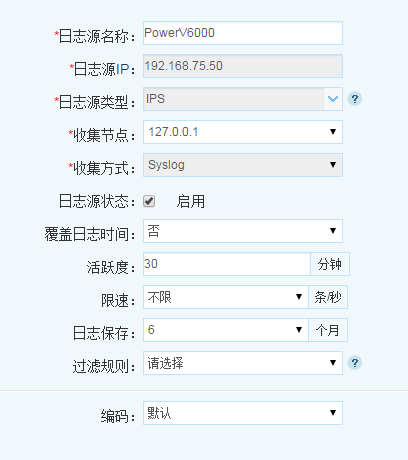 *日志源名称： PowerV6000
*日志源IP： 192.168.75.50
*日志源类型： IPS
*收集节点： 127.0.0.1
*收集方式： Syslog
日志源状态： 启用
覆盖日志时间： 否
活跃度： 30 分钟
限速： 不限 条/秒
日志保存： 6 个月
过滤规则： 请选择
编码： 默认